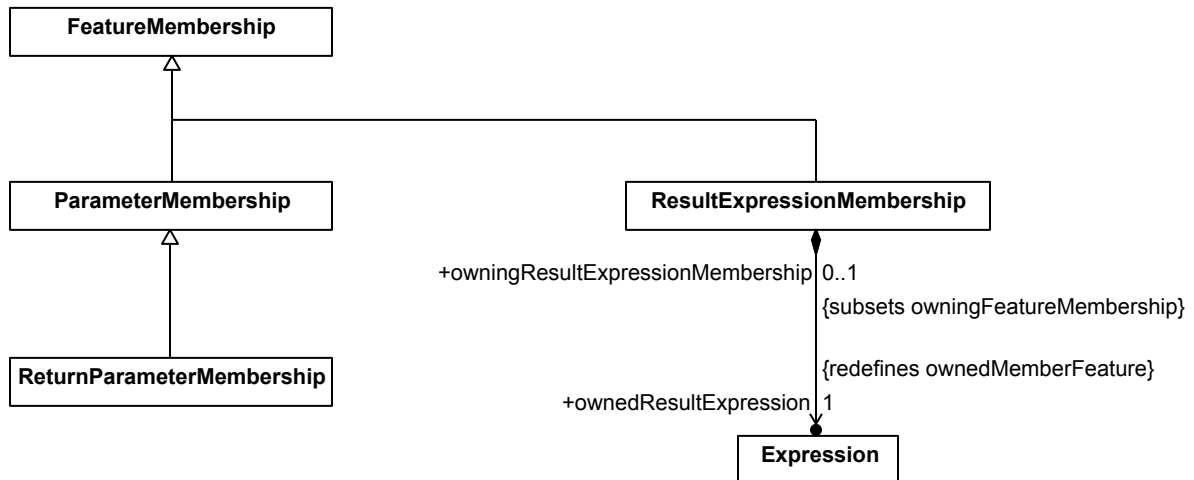 FeatureMembership
ParameterMembership
ResultExpressionMembership
+owningResultExpressionMembership 0..1
{subsets owningFeatureMembership}
ReturnParameterMembership
{redefines ownedMemberFeature}
+ownedResultExpression 1
Expression